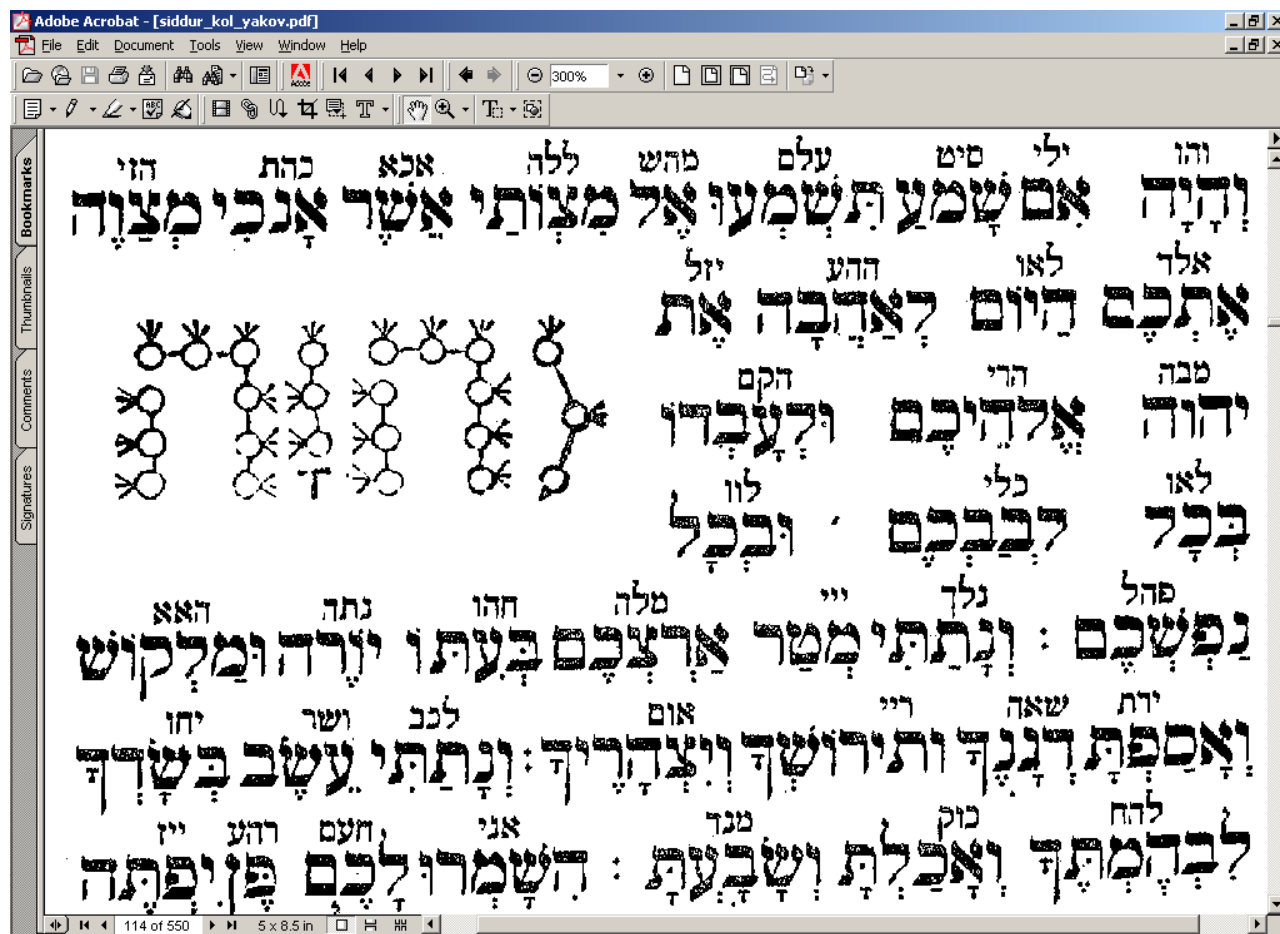 Adobe Acrobat - [siddur_kol_yakov.pdf]
File Edit Document Tools View Window Help
Adobe 300%
Bookmarks
Thumbnails
Comments
Signatures
והו ילי סיט עלם מהש ללה אכא כהת הזי
וְהָיָה אִם שָׁמֹעַ תִּשְׁמְעוּ אֶל מִצְוֹתַי אֲשֶׁר אָנֹכִי מְצַוֶּה
אלד לאו ההע יזל
אֶתְכֶם הַיּוֹם לְאַהֲבָה אֶת
מבה הרי הקם
יהוה אֱלֹהֵיכֶם וּלְעָבְדוֹ
לאו כלי לוו
בְּכָל לְבַבְכֶם וּבְכָל
פהל נלך ייי מלה חהו נתה האא
נַפְשְׁכֶם : וְנָתַתִּי מְטַר אַרְצְכֶם בְּעִתּוֹ יוֹרֶה וּמַלְקוֹשׁ
ירת שאה ריי אום לכב ושר יחו
וְאָסַפְתָּ דְגָנֶךָ וְתִירוֹשְׁךָ וְיִצְהָרֶיךָ : וְנָתַתִּי עֵשֶׂב בְּשָׂדְךָ
להח כוק מנד אני חעם רהע ייז
לִבְהֶמְתֶּךָ וְאָכַלְתָּ וְשָׂבָעְתָּ : הִשָּׁמְרוּ לָכֶם פֶּן יִפְתֶּה
114 of 550 5 x 8.5 in